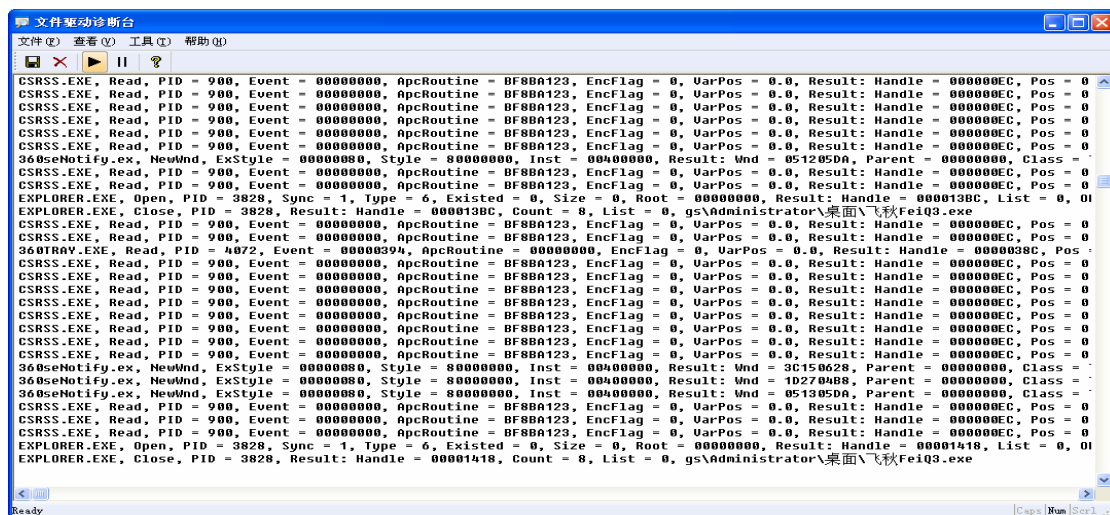 文件驱动诊断台
文件(F) 查看(V) 工具(T) 帮助(H)
CSRSS.EXE, Read, PID = 900, Event = 00000000, ApcRoutine = BF8BA123, EncFlag = 0, VarPos = 0.0, Result: Handle = 000000EC, Pos = 0
CSRSS.EXE, Read, PID = 900, Event = 00000000, ApcRoutine = BF8BA123, EncFlag = 0, VarPos = 0.0, Result: Handle = 000000EC, Pos = 0
CSRSS.EXE, Read, PID = 900, Event = 00000000, ApcRoutine = BF8BA123, EncFlag = 0, VarPos = 0.0, Result: Handle = 000000EC, Pos = 0
CSRSS.EXE, Read, PID = 900, Event = 00000000, ApcRoutine = BF8BA123, EncFlag = 0, VarPos = 0.0, Result: Handle = 000000EC, Pos = 0
CSRSS.EXE, Read, PID = 900, Event = 00000000, ApcRoutine = BF8BA123, EncFlag = 0, VarPos = 0.0, Result: Handle = 000000EC, Pos = 0
CSRSS.EXE, Read, PID = 900, Event = 00000000, ApcRoutine = BF8BA123, EncFlag = 0, VarPos = 0.0, Result: Handle = 000000EC, Pos = 0
360seNotify.ex, NewWnd, ExStyle = 00000080, Style = 80000000, Inst = 00400000, Result: Wnd = 051205DA, Parent = 00000000, Class =
CSRSS.EXE, Read, PID = 900, Event = 00000000, ApcRoutine = BF8BA123, EncFlag = 0, VarPos = 0.0, Result: Handle = 000000EC, Pos = 0
CSRSS.EXE, Read, PID = 900, Event = 00000000, ApcRoutine = BF8BA123, EncFlag = 0, VarPos = 0.0, Result: Handle = 000000EC, Pos = 0
EXPLORER.EXE, Open, PID = 3828, Sync = 1, Type = 6, Existed = 0, Size = 0, Root = 00000000, Result: Handle = 000013BC, List = 0,
EXPLORER.EXE, Close, PID = 3828, Result: Handle = 000013BC, Count = 8, List = 0, gs\Administrator\桌面\飞秋FeiQ3.exe
CSRSS.EXE, Read, PID = 900, Event = 00000000, ApcRoutine = BF8BA123, EncFlag = 0, VarPos = 0.0, Result: Handle = 000000EC, Pos = 0
CSRSS.EXE, Read, PID = 900, Event = 00000000, ApcRoutine = BF8BA123, EncFlag = 0, VarPos = 0.0, Result: Handle = 000000EC, Pos = 0
360TRAY.EXE, Read, PID = 4072, Event = 00000394, ApcRoutine = 00000000, EncFlag = 0, VarPos = 0.0, Result: Handle = 0000038C, Pos
CSRSS.EXE, Read, PID = 900, Event = 00000000, ApcRoutine = BF8BA123, EncFlag = 0, VarPos = 0.0, Result: Handle = 000000EC, Pos = 0
CSRSS.EXE, Read, PID = 900, Event = 00000000, ApcRoutine = BF8BA123, EncFlag = 0, VarPos = 0.0, Result: Handle = 000000EC, Pos = 0
CSRSS.EXE, Read, PID = 900, Event = 00000000, ApcRoutine = BF8BA123, EncFlag = 0, VarPos = 0.0, Result: Handle = 000000EC, Pos = 0
CSRSS.EXE, Read, PID = 900, Event = 00000000, ApcRoutine = BF8BA123, EncFlag = 0, VarPos = 0.0, Result: Handle = 000000EC, Pos = 0
CSRSS.EXE, Read, PID = 900, Event = 00000000, ApcRoutine = BF8BA123, EncFlag = 0, VarPos = 0.0, Result: Handle = 000000EC, Pos = 0
CSRSS.EXE, Read, PID = 900, Event = 00000000, ApcRoutine = BF8BA123, EncFlag = 0, VarPos = 0.0, Result: Handle = 000000EC, Pos = 0
CSRSS.EXE, Read, PID = 900, Event = 00000000, ApcRoutine = BF8BA123, EncFlag = 0, VarPos = 0.0, Result: Handle = 000000EC, Pos = 0
CSRSS.EXE, Read, PID = 900, Event = 00000000, ApcRoutine = BF8BA123, EncFlag = 0, VarPos = 0.0, Result: Handle = 000000EC, Pos = 0
360seNotify.ex, NewWnd, ExStyle = 00000080, Style = 80000000, Inst = 00400000, Result: Wnd = 3C150628, Parent = 00000000, Class =
360seNotify.ex, NewWnd, ExStyle = 00000080, Style = 80000000, Inst = 00400000, Result: Wnd = 1D2704B8, Parent = 00000000, Class =
360seNotify.ex, NewWnd, ExStyle = 00000080, Style = 80000000, Inst = 00400000, Result: Wnd = 051305DA, Parent = 00000000, Class =
CSRSS.EXE, Read, PID = 900, Event = 00000000, ApcRoutine = BF8BA123, EncFlag = 0, VarPos = 0.0, Result: Handle = 000000EC, Pos = 0
CSRSS.EXE, Read, PID = 900, Event = 00000000, ApcRoutine = BF8BA123, EncFlag = 0, VarPos = 0.0, Result: Handle = 000000EC, Pos = 0
CSRSS.EXE, Read, PID = 900, Event = 00000000, ApcRoutine = BF8BA123, EncFlag = 0, VarPos = 0.0, Result: Handle = 000000EC, Pos = 0
EXPLORER.EXE, Open, PID = 3828, Sync = 1, Type = 6, Existed = 0, Size = 0, Root = 00000000, Result: Handle = 00001418, List = 0,
EXPLORER.EXE, Close, PID = 3828, Result: Handle = 00001418, Count = 8, List = 0, gs\Administrator\桌面\飞秋FeiQ3.exe
Ready Caps Num Scrl